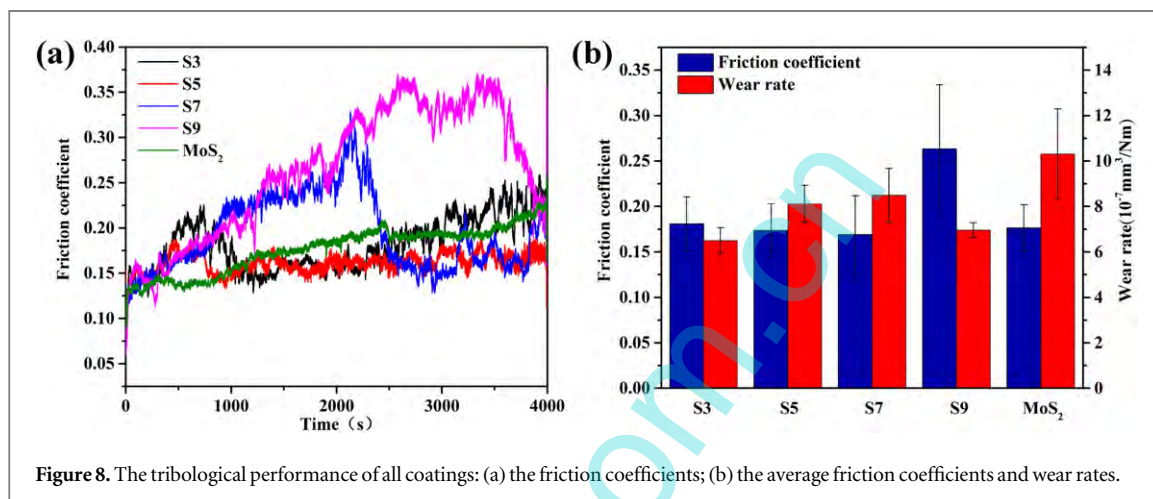 (a)
0.40
0.35
0.30
0.25
0.20
0.15
0.10
0.05
Friction coefficient
S3
S5
S7
S9
MoS₂
0
1000
2000
3000
4000
Time（s）
(b)
0.35
0.30
0.25
0.20
0.15
0.10
0.05
0.00
Friction coefficient
Friction coefficient
Wear rate
14
12
10
8
6
4
2
0
Wear rate(10⁻⁷mm³/Nm)
S3
S5
S7
S9
MoS₂
om.cn
Figure 8. The tribological performance of all coatings: (a) the friction coefficients; (b) the average friction coefficients and wear rates.